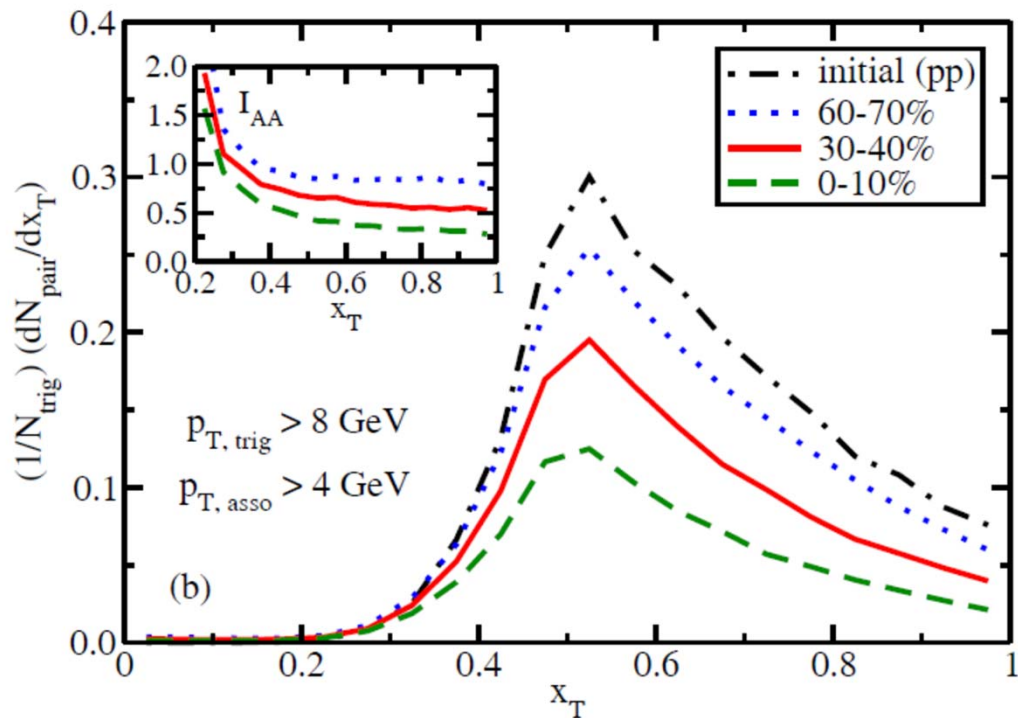 0.4
0.3
0.2
0.1
0.0
(1/N_trig) (dN_pair/dx_T)
0 0.2 0.4 0.6 0.8 1
x_T
initial (pp)
60-70%
30-40%
0-10%
2.0
1.5
1.0
0.5
0.0
I_AA
0.2 0.4 0.6 0.8 1
x_T
p_T, trig > 8 GeV
p_T, asso > 4 GeV
(b)